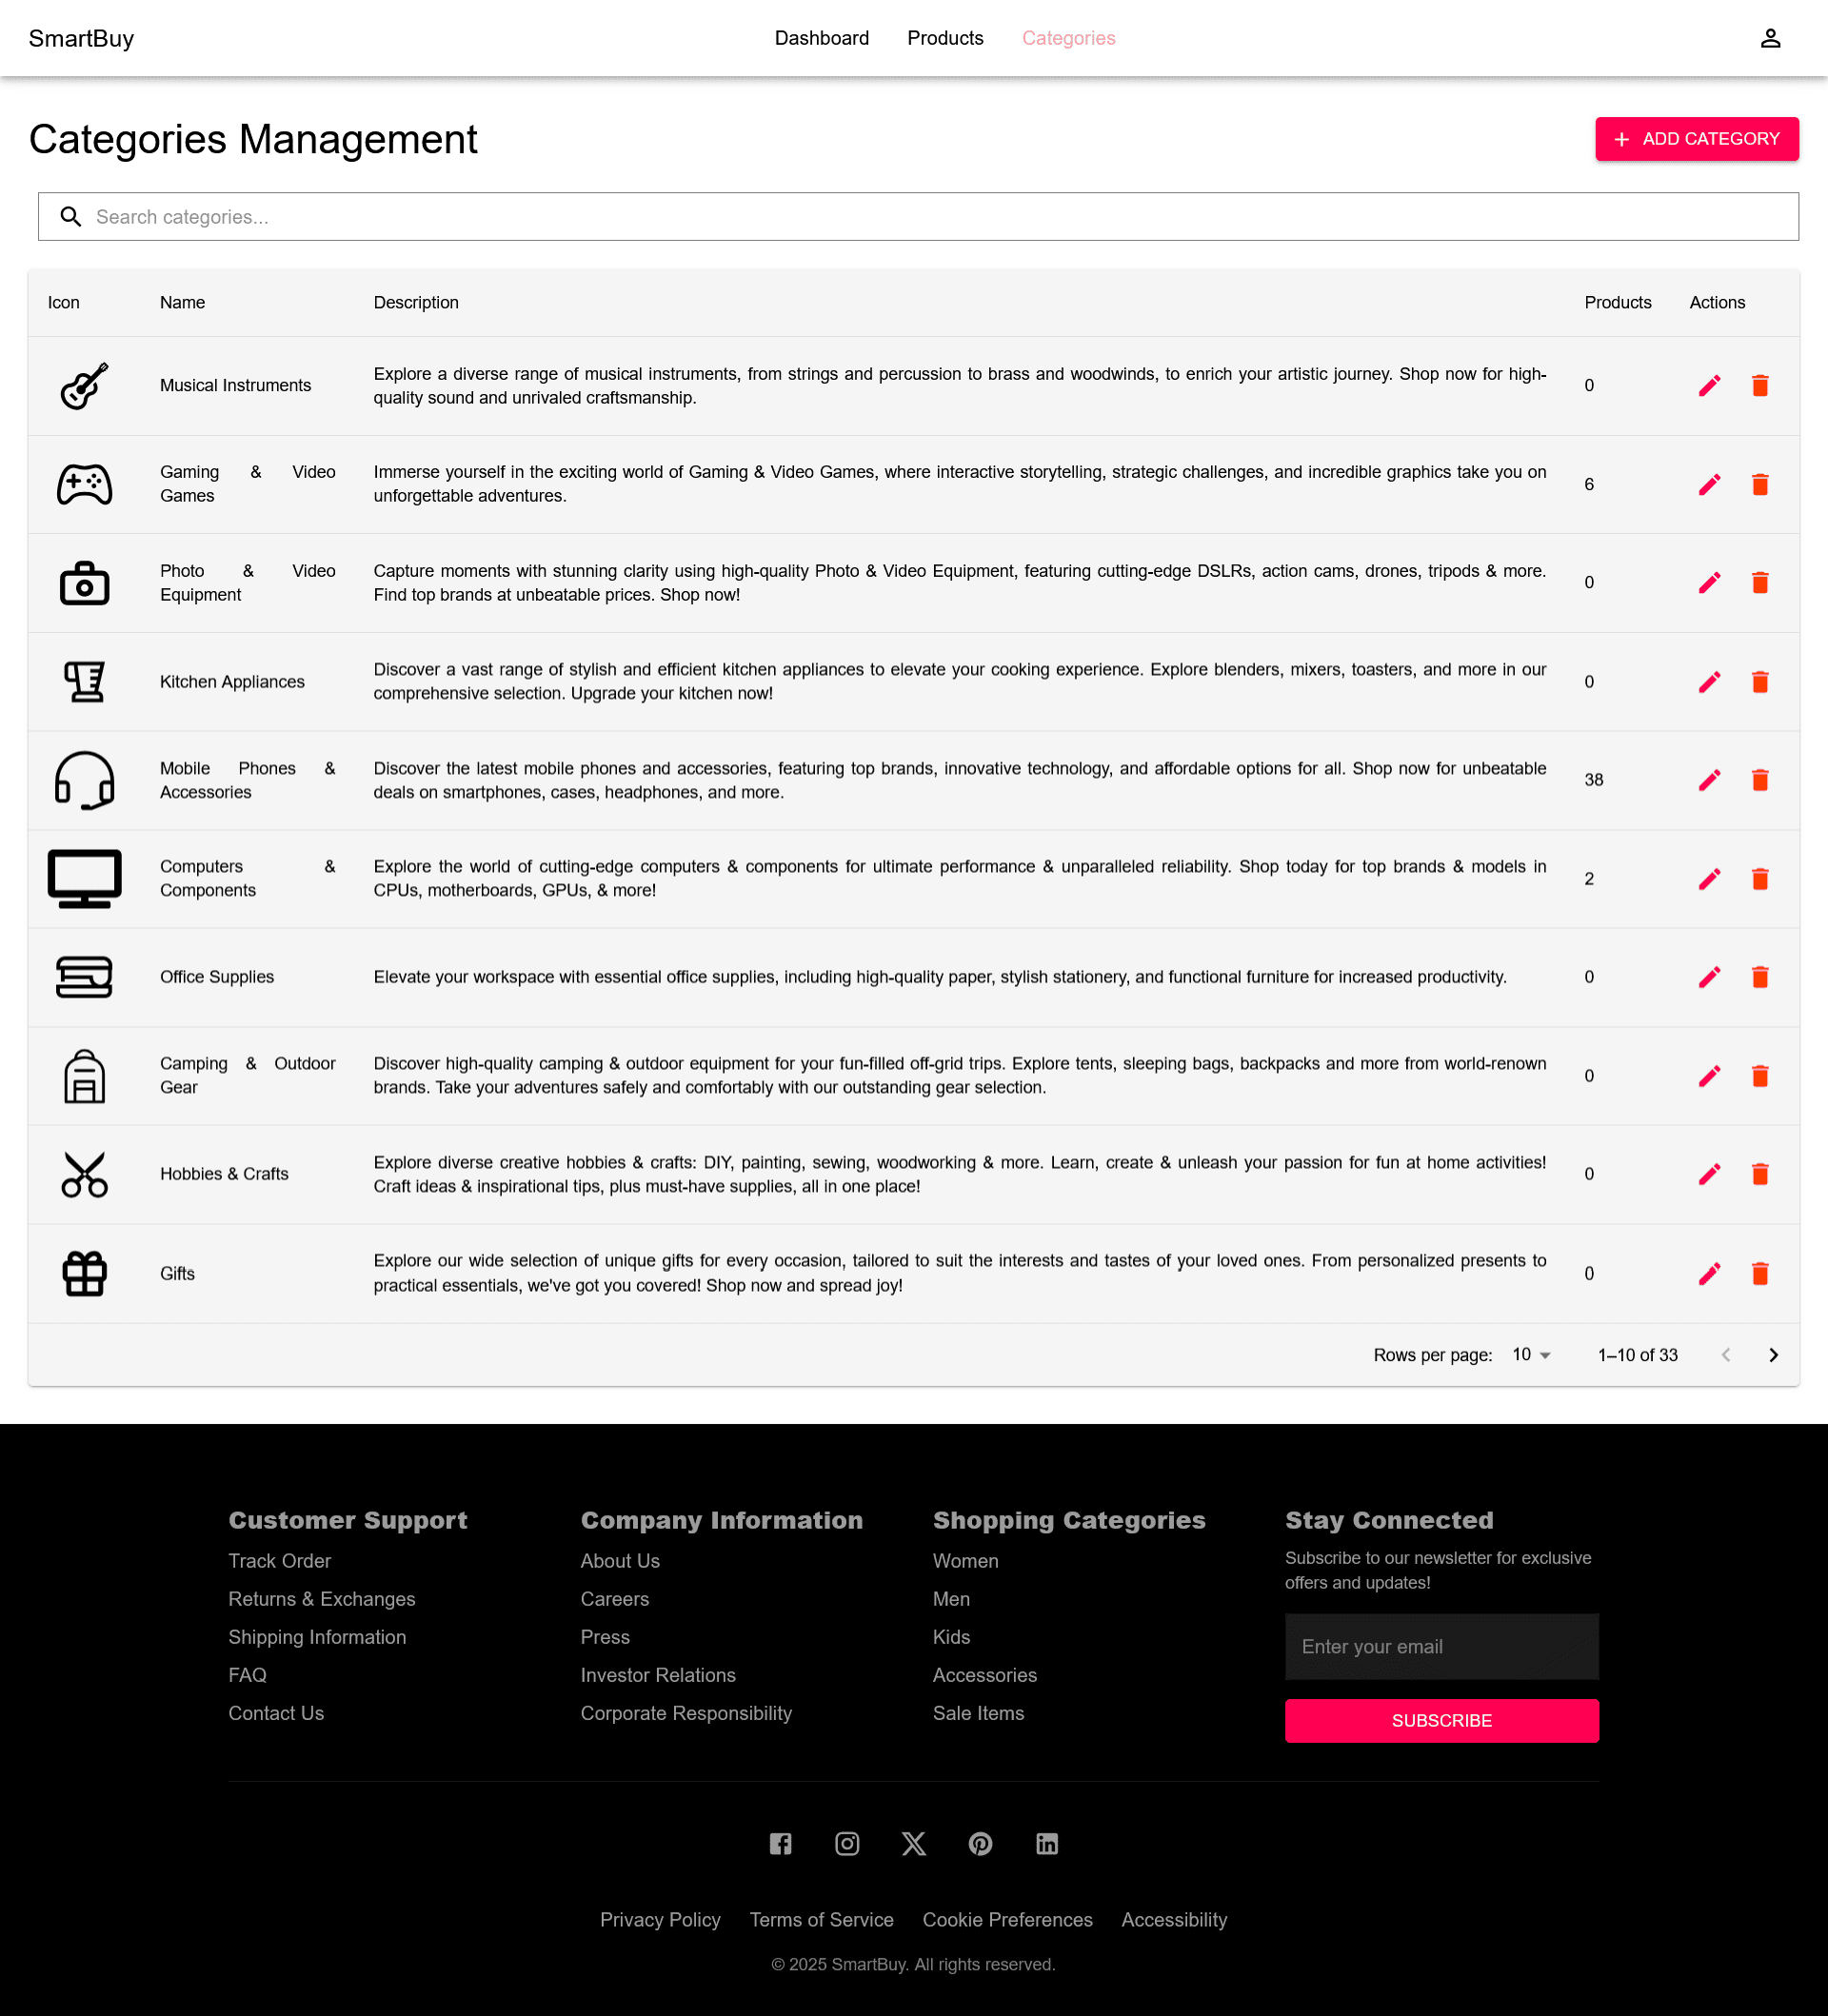 SmartBuy
Dashboard
Products
Categories
Categories Management
ADD CATEGORY
Search categories...
Icon
Name
Description
Products
Actions
Musical Instruments
Explore a diverse range of musical instruments, from strings and percussion to brass and woodwinds, to enrich your artistic journey. Shop now for high-
quality sound and unrivaled craftsmanship.
0
Gaming & Video
Games
Immerse yourself in the exciting world of Gaming & Video Games, where interactive storytelling, strategic challenges, and incredible graphics take you on
unforgettable adventures.
6
Photo & Video
Equipment
Capture moments with stunning clarity using high-quality Photo & Video Equipment, featuring cutting-edge DSLRs, action cams, drones, tripods & more.
Find top brands at unbeatable prices. Shop now!
0
Kitchen Appliances
Discover a vast range of stylish and efficient kitchen appliances to elevate your cooking experience. Explore blenders, mixers, toasters, and more in our
comprehensive selection. Upgrade your kitchen now!
0
Mobile Phones &
Accessories
Discover the latest mobile phones and accessories, featuring top brands, innovative technology, and affordable options for all. Shop now for unbeatable
deals on smartphones, cases, headphones, and more.
38
Computers &
Components
Explore the world of cutting-edge computers & components for ultimate performance & unparalleled reliability. Shop today for top brands & models in
CPUs, motherboards, GPUs, & more!
2
Office Supplies
Elevate your workspace with essential office supplies, including high-quality paper, stylish stationery, and functional furniture for increased productivity.
0
Camping & Outdoor
Gear
Discover high-quality camping & outdoor equipment for your fun-filled off-grid trips. Explore tents, sleeping bags, backpacks and more from world-renown
brands. Take your adventures safely and comfortably with our outstanding gear selection.
0
Hobbies & Crafts
Explore diverse creative hobbies & crafts: DIY, painting, sewing, woodworking & more. Learn, create & unleash your passion for fun at home activities!
Craft ideas & inspirational tips, plus must-have supplies, all in one place!
0
Gifts
Explore our wide selection of unique gifts for every occasion, tailored to suit the interests and tastes of your loved ones. From personalized presents to
practical essentials, we've got you covered! Shop now and spread joy!
0
Rows per page: 10
1–10 of 33
Customer Support
Track Order
Returns & Exchanges
Shipping Information
FAQ
Contact Us
Company Information
About Us
Careers
Press
Investor Relations
Corporate Responsibility
Shopping Categories
Women
Men
Kids
Accessories
Sale Items
Stay Connected
Subscribe to our newsletter for exclusive
offers and updates!
Enter your email
SUBSCRIBE
Privacy Policy
Terms of Service
Cookie Preferences
Accessibility
© 2025 SmartBuy. All rights reserved.